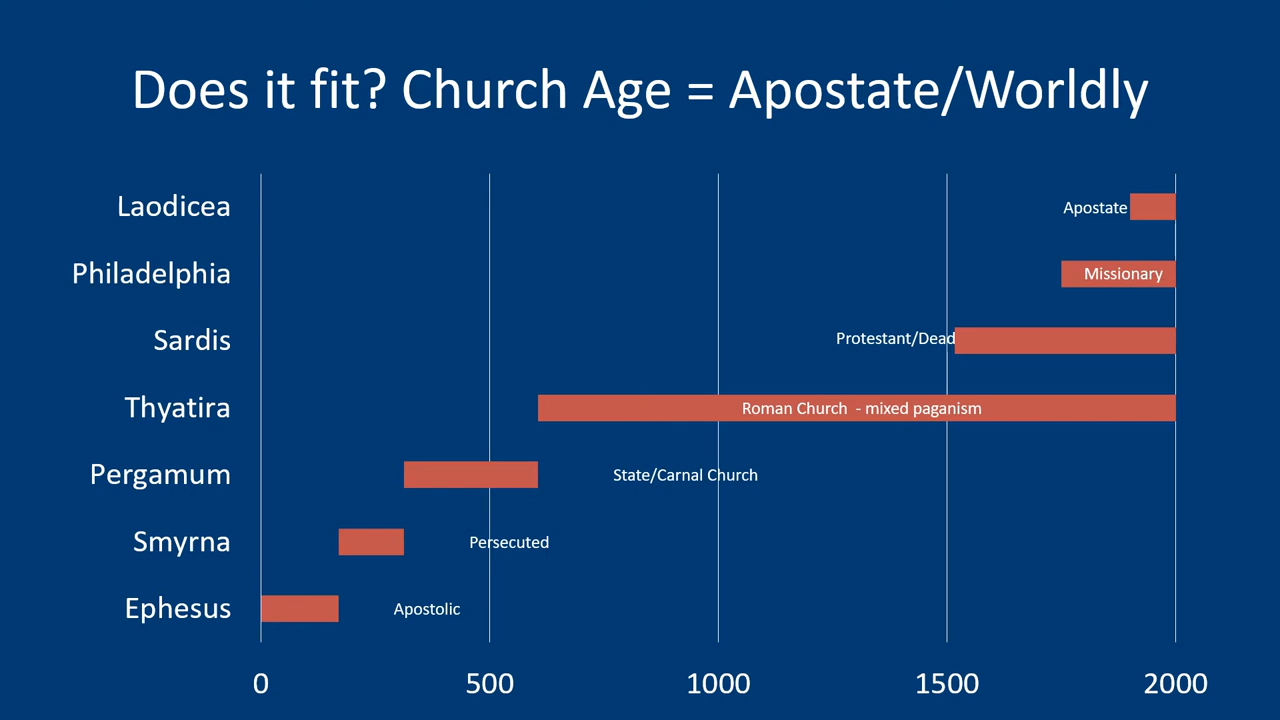 Does it fit? Church Age = Apostate/Worldly
Laodicea
Apostate
Philadelphia
Missionary
Sardis
Protestant/Dead
Thyatira
Roman Church - mixed paganism
Pergamum
State/Carnal Church
Smyrna
Persecuted
Ephesus
Apostolic
0 500 1000 1500 2000